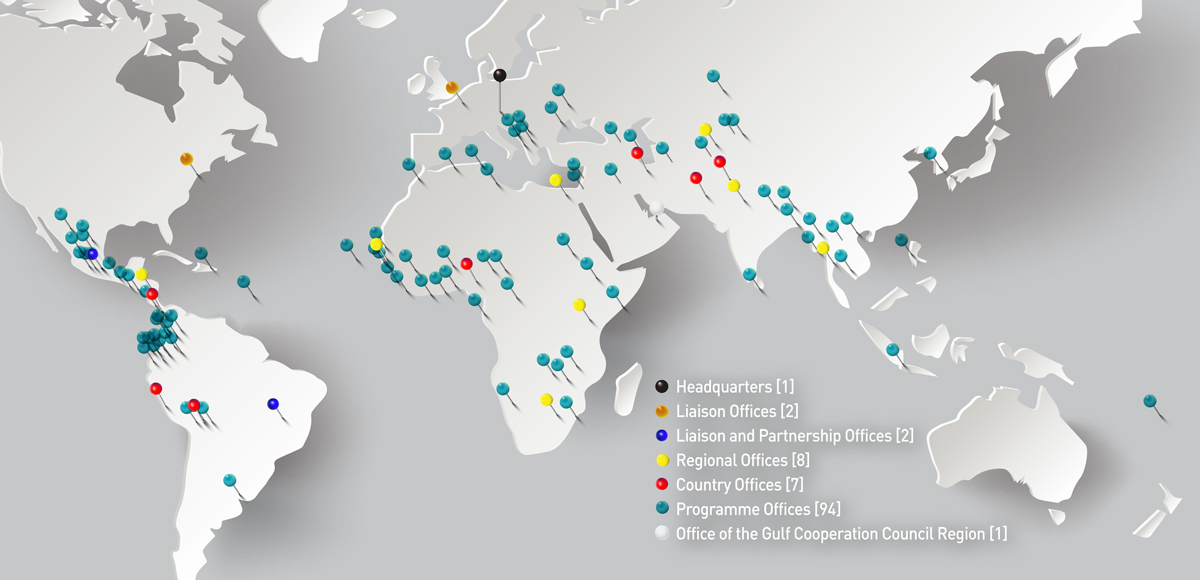 Headquarters [1]
Liaison Offices [2]
Liaison and Partnership Offices [2]
Regional Offices [8]
Country Offices [7]
Programme Offices [94]
Office of the Gulf Cooperation Council Region [1]